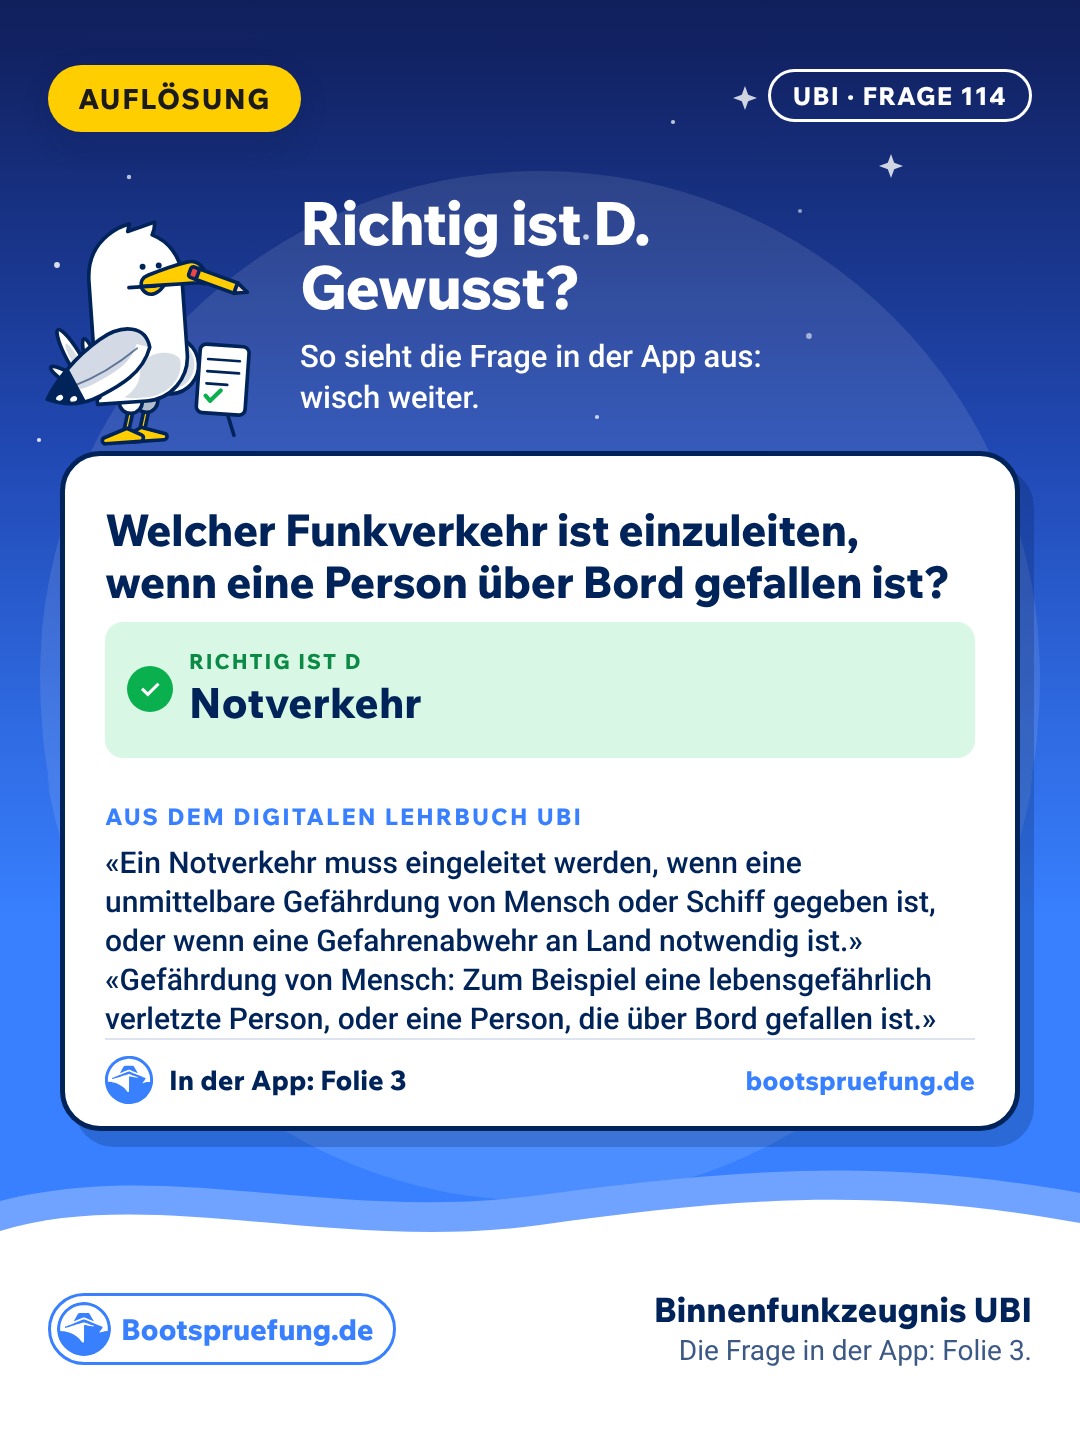 AUFLÖSUNG
UBI · FRAGE 114
Richtig ist D.
Gewusst?
So sieht die Frage in der App aus:
wisch weiter.
Welcher Funkverkehr ist einzuleiten,
wenn eine Person über Bord gefallen ist?
RICHTIG IST D
Notverkehr
AUS DEM DIGITALEN LEHRBUCH UBI
«Ein Notverkehr muss eingeleitet werden, wenn eine
unmittelbare Gefährdung von Mensch oder Schiff gegeben ist,
oder wenn eine Gefahrenabwehr an Land notwendig ist.»
«Gefährdung von Mensch: Zum Beispiel eine lebensgefährlich
verletzte Person, oder eine Person, die über Bord gefallen ist.»
In der App: Folie 3
bootspruefung.de
Bootspruefung.de
Binnenfunkzeugnis UBI
Die Frage in der App: Folie 3.